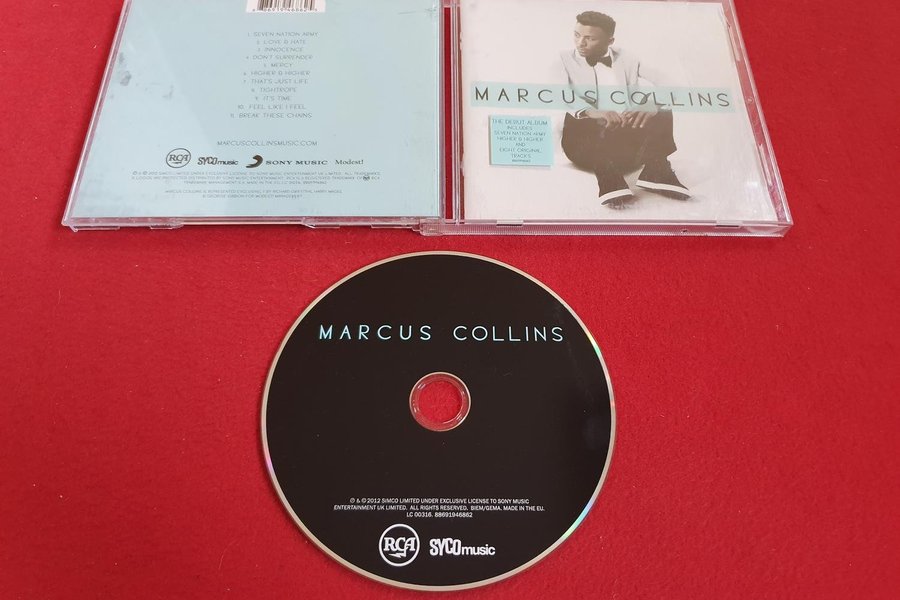 1. SEVEN NATION ARMY
2. LOVE & HATE
3. INNOCENCE
4. DON'T SURRENDER
5. MERCY
6. HIGHER & HIGHER
7. THAT'S JUST LIFE
8. TIGHTROPE
9. IT'S TIME
10. FEEL LIKE I FEEL
11. BREAK THESE CHAINS
MARCUSCOLLINSMUSIC.COM
RCA SYCOmusic SONY MUSIC Modest!
MARCUS COLLINS
THE DEBUT ALBUM
INCLUDES
SEVEN NATION ARMY
HIGHER & HIGHER
AND
EIGHT ORIGINAL
TRACKS
MARCUS COLLINS
℗ & © 2012 SIMCO LIMITED UNDER EXCLUSIVE LICENSE TO SONY MUSIC
ENTERTAINMENT UK LIMITED. ALL RIGHTS RESERVED. BIEM/GEMA. MADE IN THE EU.
LC 00316. 88691946862
RCA SYCOmusic